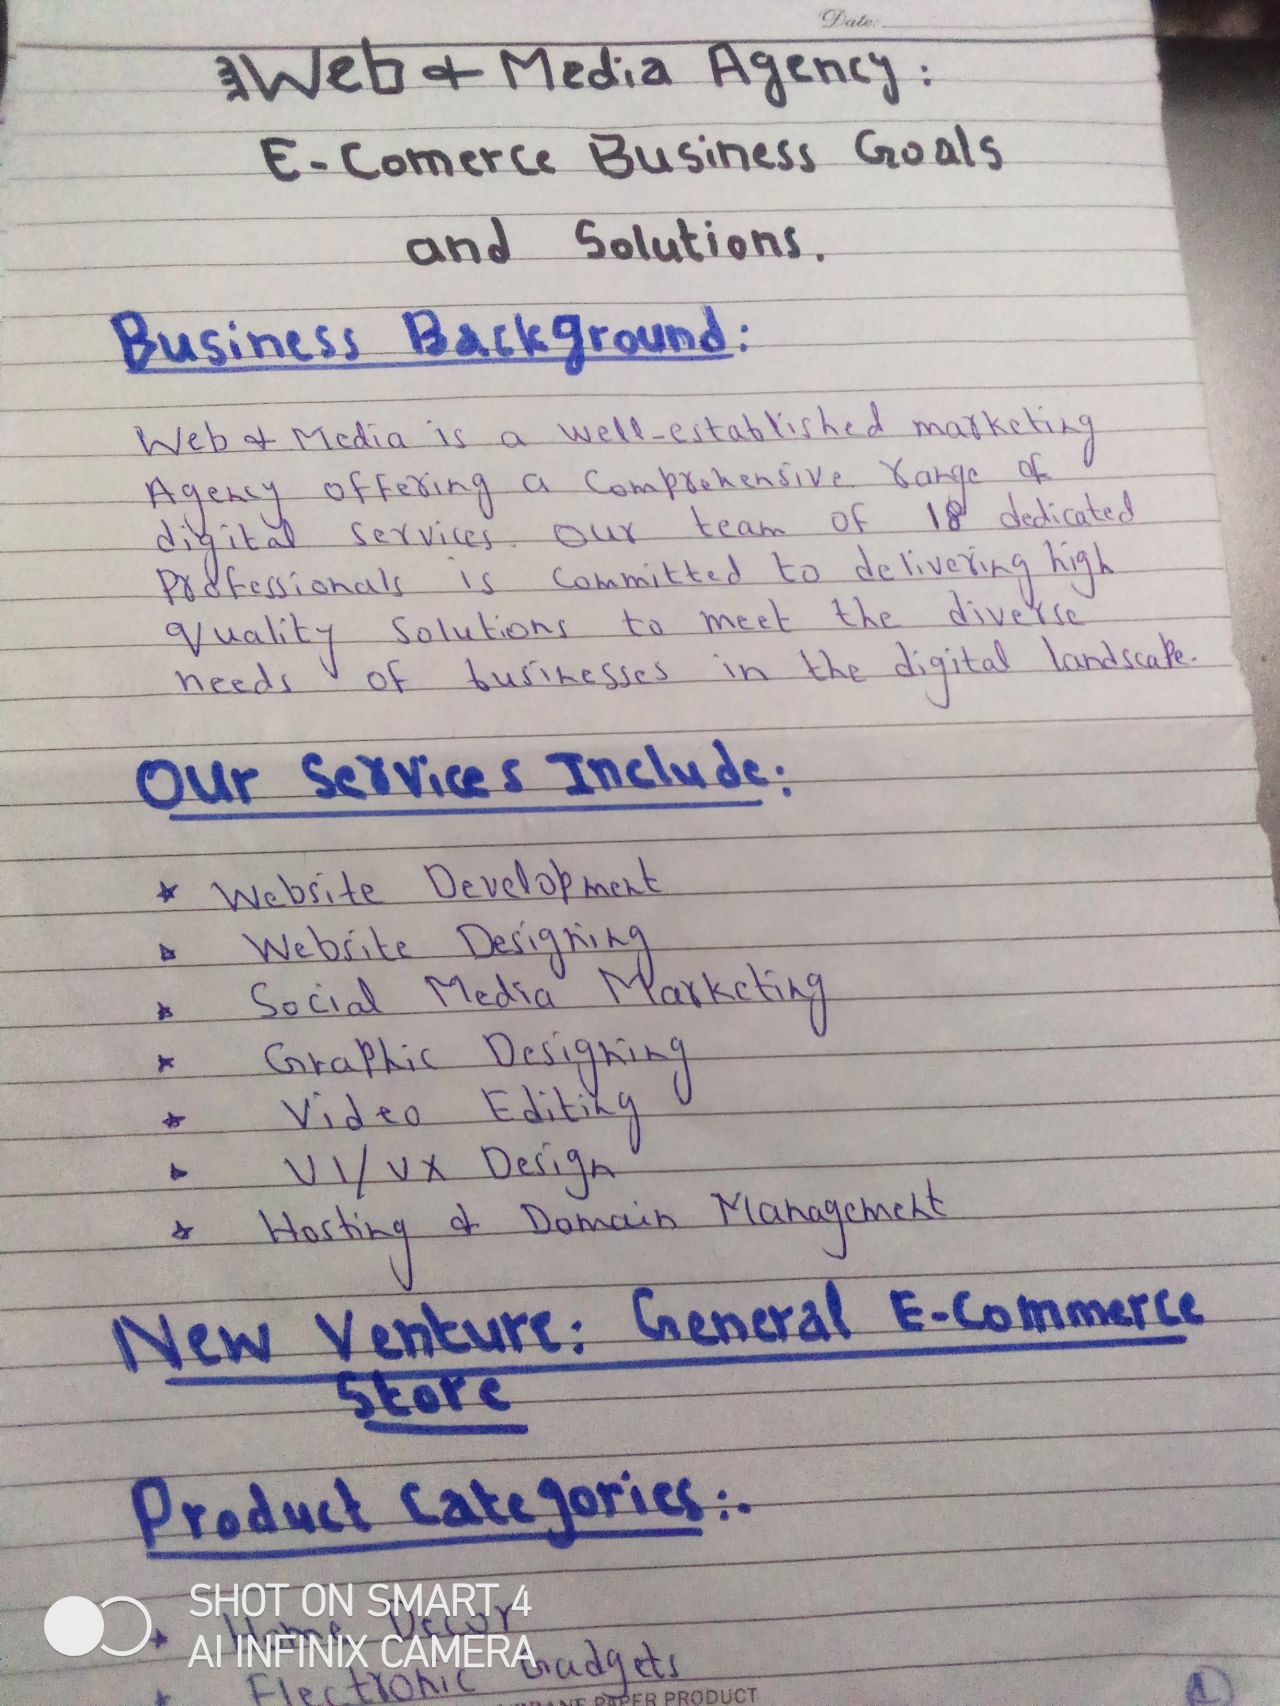 Date:
Web & Media Agency:
E-Comerce Business Goals
and Solutions.
Business Background:
Web & Media is a well-established marketing
Agency offering a Comprehensive range of
digital services. Our team of 18 dedicated
Professionals is committed to delivering high
quality solutions to meet the diverse
needs of businesses in the digital landscape.
Our Services Include:
* Website Development
* Website Designing
* Social Media Marketing
* Graphic Designing
* Video Editing
* UI/UX Design
* Hosting & Domain Management
New Venture: General E-Commerce
Store
Product Categories:.
* Home Decor
* Electronic Gadgets
SHOT ON SMART 4
AI INFINIX CAMERA
PAPER PRODUCT
1